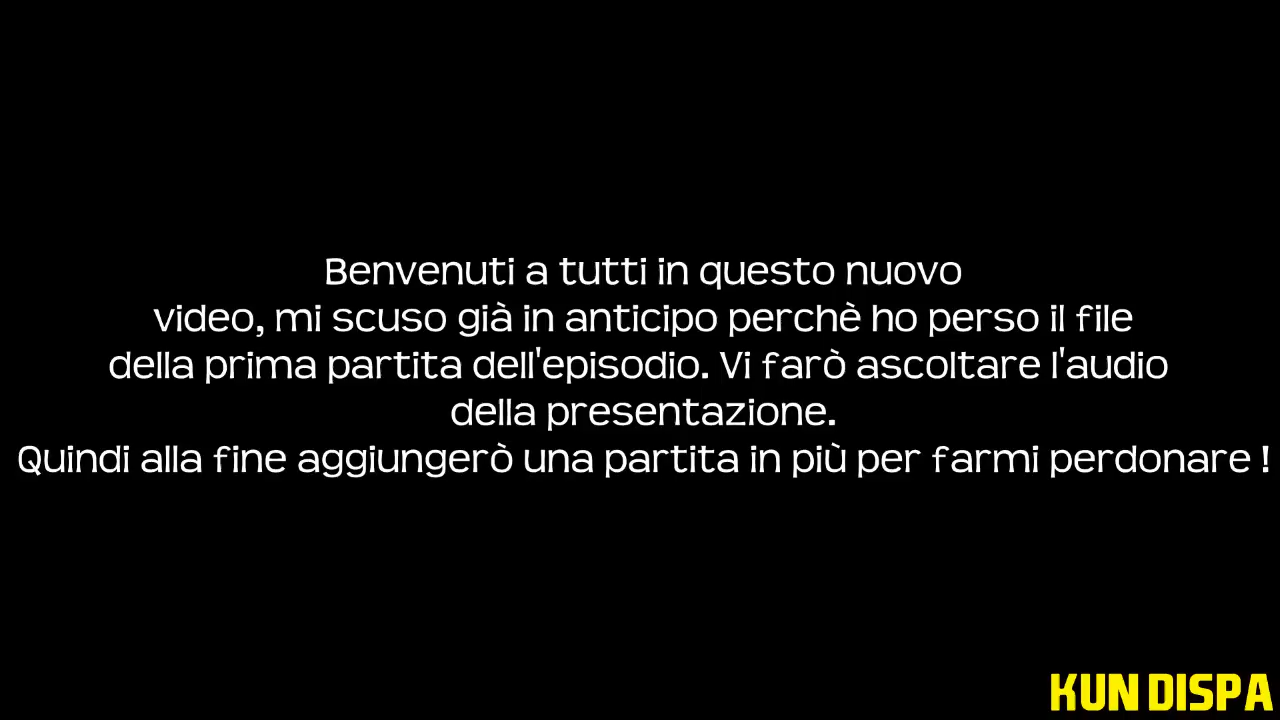 Benvenuti a tutti in questo nuovo
video, mi scuso già in anticipo perchè ho perso il file
della prima partita dell'episodio. Vi farò ascoltare l'audio
della presentazione.
Quindi alla fine aggiungerò una partita in più per farmi perdonare !
KUN DISPA